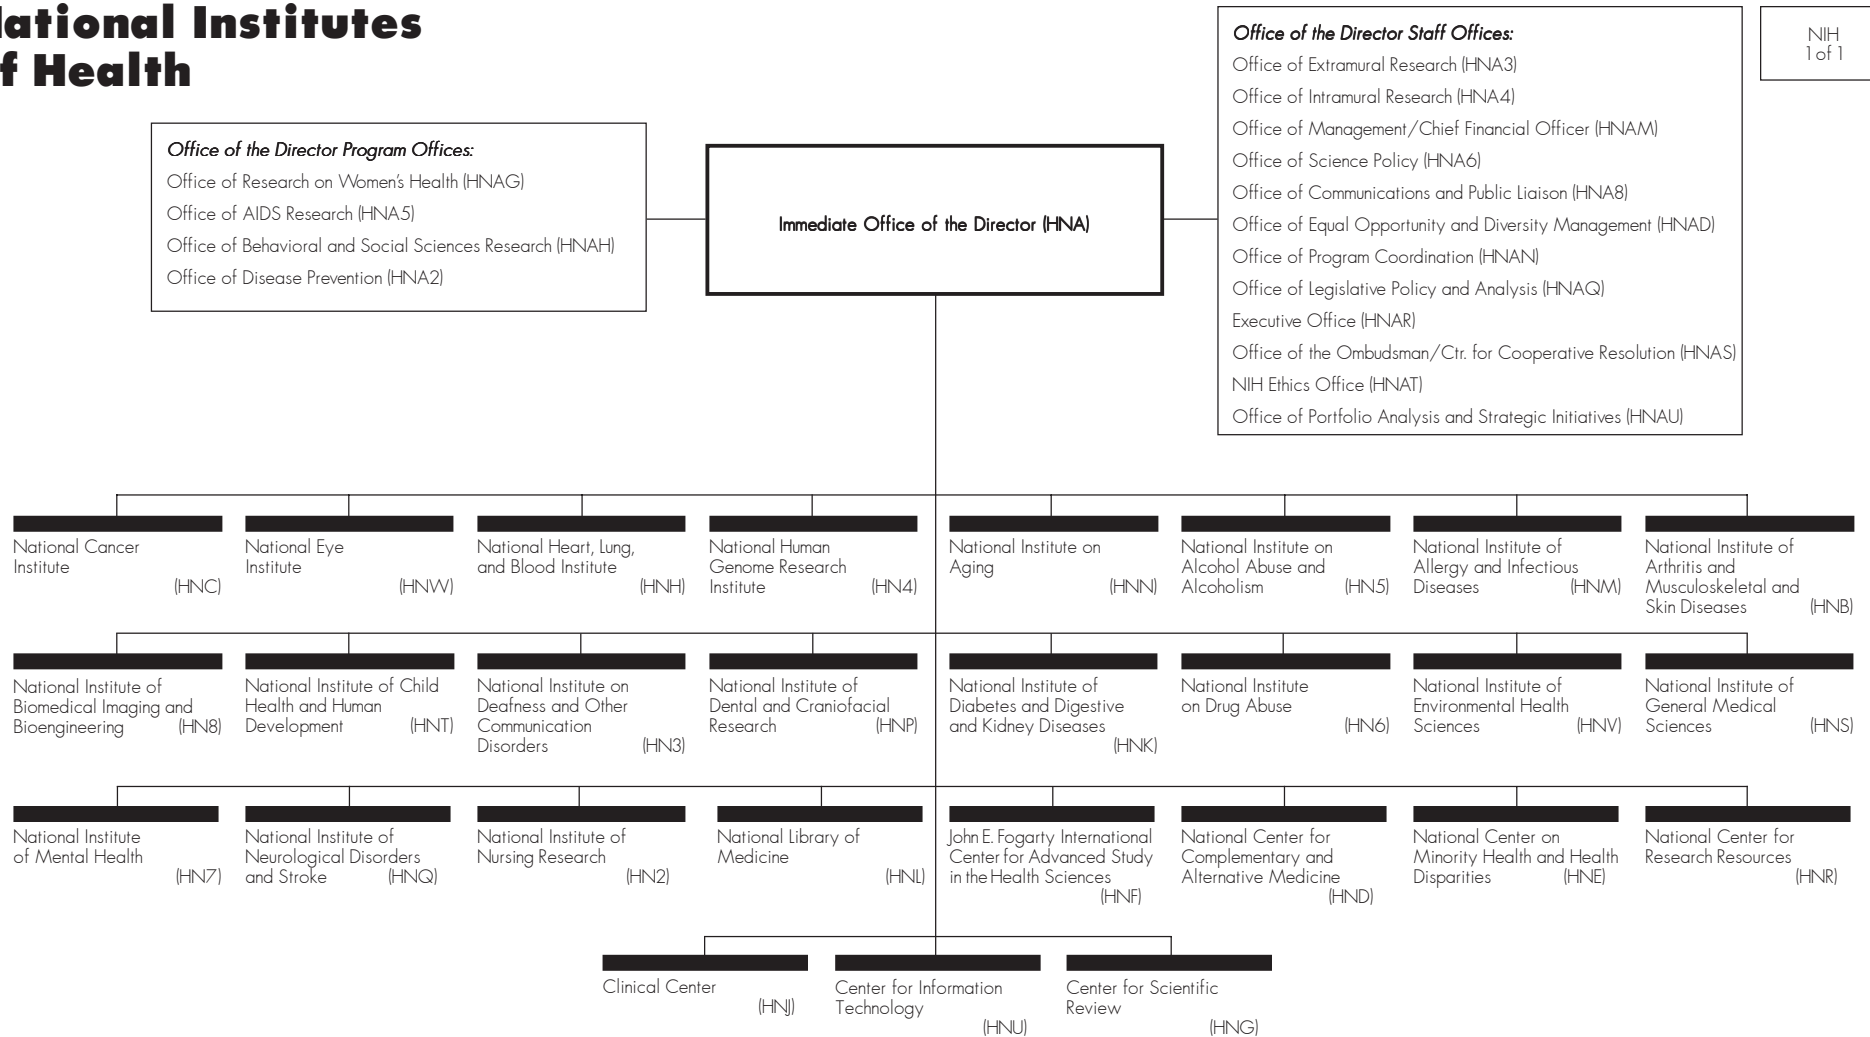 ational Institutes
f Health
Office of the Director Program Offices:
Office of Research on Women's Health (HNAG)
Office of AIDS Research (HNA5)
Office of Behavioral and Social Sciences Research (HNAH)
Office of Disease Prevention (HNA2)
Immediate Office of the Director (HNA)
Office of the Director Staff Offices:
Office of Extramural Research (HNA3)
Office of Intramural Research (HNA4)
Office of Management/Chief Financial Officer (HNAM)
Office of Science Policy (HNA6)
Office of Communications and Public Liaison (HNA8)
Office of Equal Opportunity and Diversity Management (HNAD)
Office of Program Coordination (HNAN)
Office of Legislative Policy and Analysis (HNAQ)
Executive Office (HNAR)
Office of the Ombudsman/Ctr. for Cooperative Resolution (HNAS)
NIH Ethics Office (HNAT)
Office of Portfolio Analysis and Strategic Initiatives (HNAU)
NIH
1 of 1
National Cancer
Institute
(HNC)
National Eye
Institute
(HNW)
National Heart, Lung,
and Blood Institute
(HNH)
National Human
Genome Research
Institute (HN4)
National Institute on
Aging
(HNN)
National Institute on
Alcohol Abuse and
Alcoholism (HN5)
National Institute of
Allergy and Infectious
Diseases (HNM)
National Institute of
Arthritis and
Musculoskeletal and
Skin Diseases (HNB)
National Institute of
Biomedical Imaging and
Bioengineering (HN8)
National Institute of Child
Health and Human
Development (HNT)
National Institute on
Deafness and Other
Communication
Disorders (HN3)
National Institute of
Dental and Craniofacial
Research (HNP)
National Institute of
Diabetes and Digestive
and Kidney Diseases
(HNK)
National Institute
on Drug Abuse
(HN6)
National Institute of
Environmental Health
Sciences (HNV)
National Institute of
General Medical
Sciences (HNS)
National Institute
of Mental Health
(HN7)
National Institute of
Neurological Disorders
and Stroke (HNQ)
National Institute of
Nursing Research
(HN2)
National Library of
Medicine
(HNL)
John E. Fogarty International
Center for Advanced Study
in the Health Sciences
(HNF)
National Center for
Complementary and
Alternative Medicine
(HND)
National Center on
Minority Health and Health
Disparities (HNE)
National Center for
Research Resources
(HNR)
Clinical Center
(HNJ)
Center for Information
Technology
(HNU)
Center for Scientific
Review
(HNG)